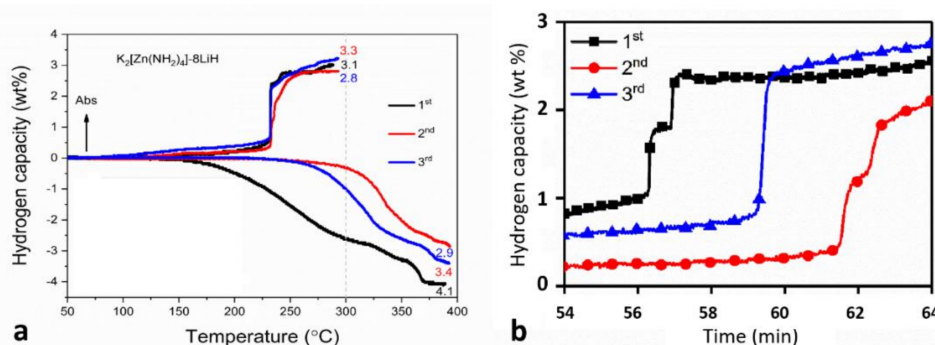 K₂[Zn(NH₂)₄]-8LiH
Abs
1st
2nd
3rd
3.3
3.1
2.8
2.9
3.4
4.1
4
3
2
1
0
-1
-2
-3
-4
-5
50 100 150 200 250 300 350 400
Hydrogen capacity (wt%)
Temperature (°C)
a
1st
2nd
3rd
3
2
1
0
54 56 58 60 62 64
Hydrogen capacity (wt %)
Time (min)
b